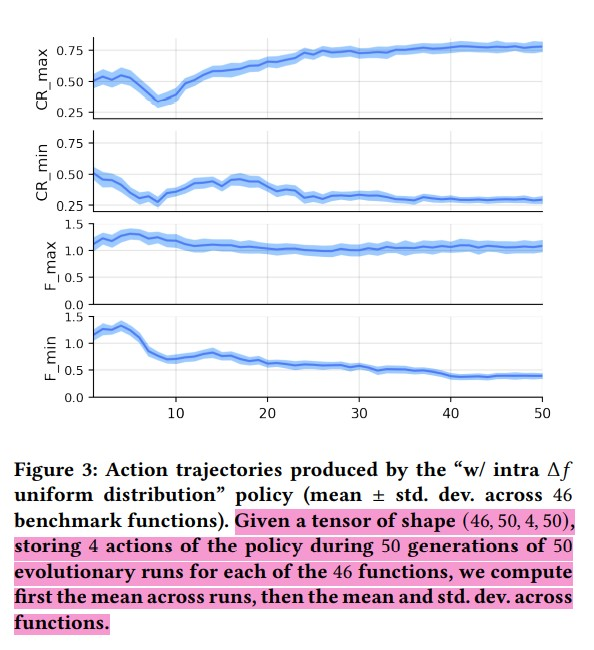 CR_max
0.75
0.50
0.25
CR_min
0.75
0.50
0.25
F_max
1.5
1.0
0.5
0.0
F_min
1.5
1.0
0.5
0.0
10 20 30 40 50
Figure 3: Action trajectories produced by the “w/ intra Δf
uniform distribution” policy (mean ± std. dev. across 46
benchmark functions). Given a tensor of shape (46, 50, 4, 50),
storing 4 actions of the policy during 50 generations of 50
evolutionary runs for each of the 46 functions, we compute
first the mean across runs, then the mean and std. dev. across
functions.